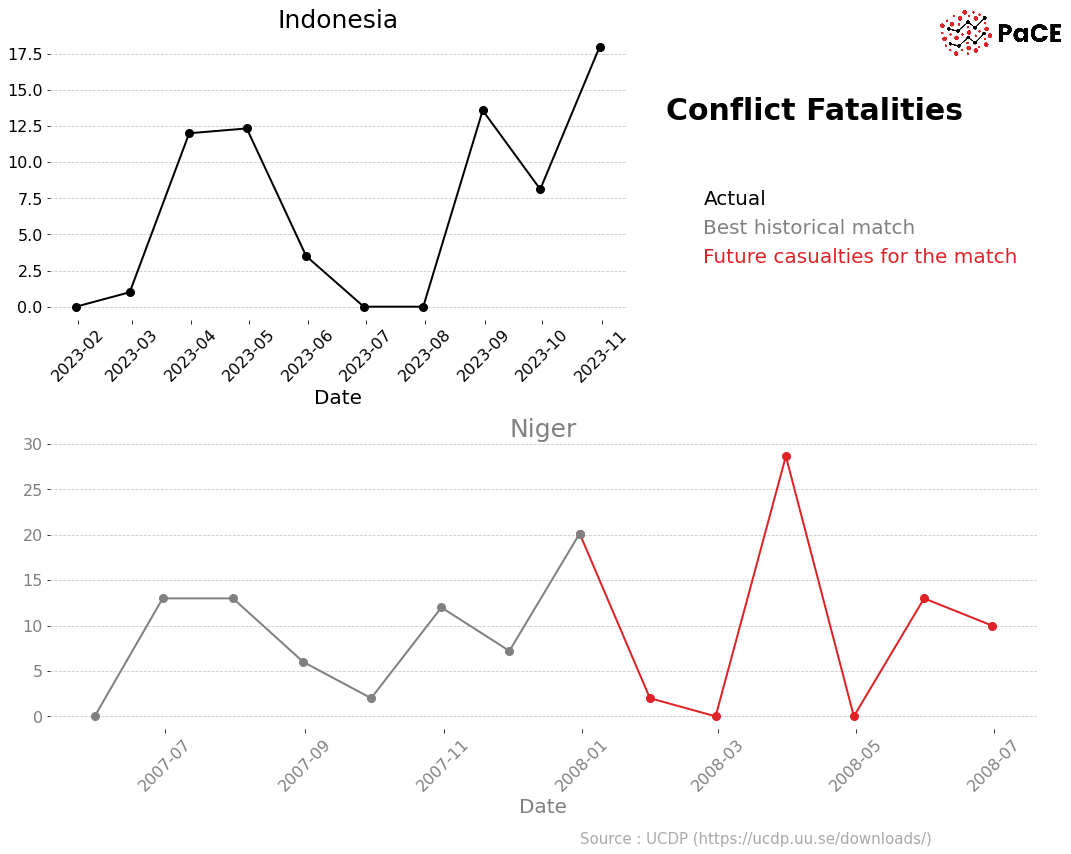 Indonesia
PaCE
Conflict Fatalities
17.5
15.0
12.5
10.0
7.5
5.0
2.5
0.0
Actual
Best historical match
Future casualties for the match
2023-02 2023-03 2023-04 2023-05 2023-06 2023-07 2023-08 2023-09 2023-10 2023-11
Date
Niger
30
25
20
15
10
5
0
2007-07 2007-09 2007-11 2008-01 2008-03 2008-05 2008-07
Date
Source : UCDP (https://ucdp.uu.se/downloads/)